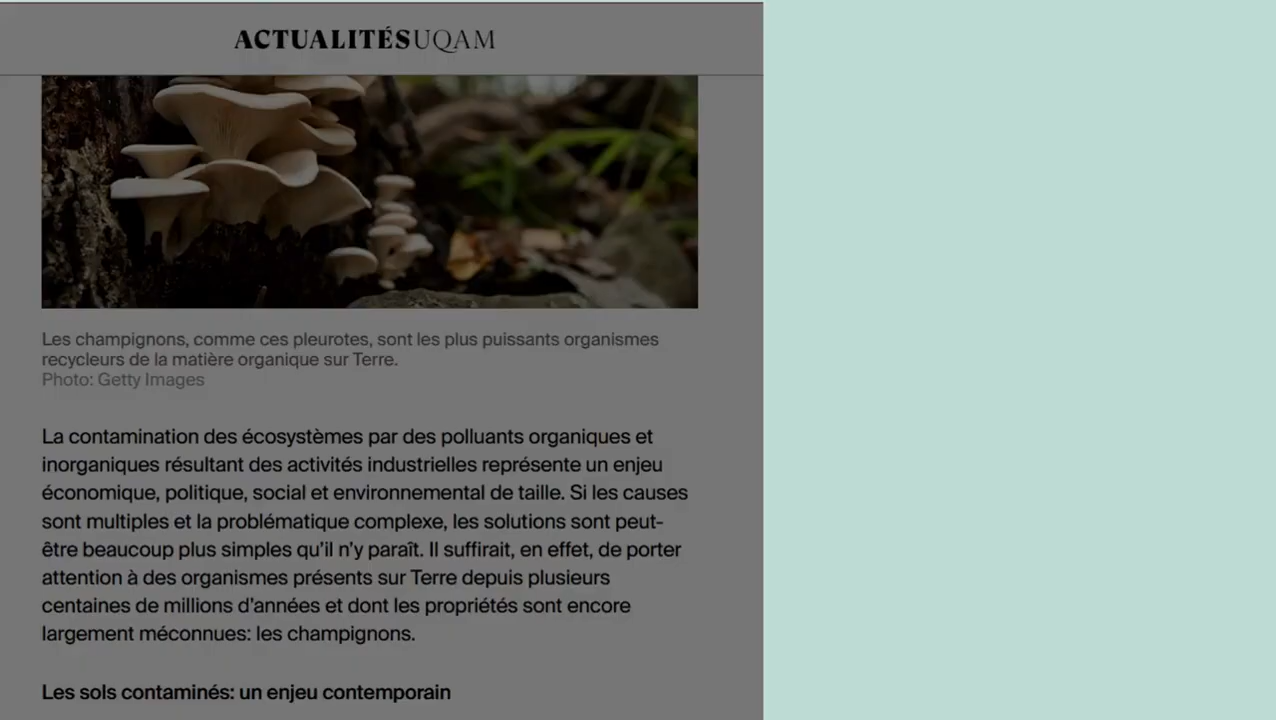 ACTUALITÉSUQAM
Les champignons, comme ces pleurotes, sont les plus puissants organismes
recycleurs de la matière organique sur Terre.
Photo: Getty Images
La contamination des écosystèmes par des polluants organiques et
inorganiques résultant des activités industrielles représente un enjeu
économique, politique, social et environnemental de taille. Si les causes
sont multiples et la problématique complexe, les solutions sont peut-
être beaucoup plus simples qu'il n'y paraît. Il suffirait, en effet, de porter
attention à des organismes présents sur Terre depuis plusieurs
centaines de millions d'années et dont les propriétés sont encore
largement méconnues: les champignons.
Les sols contaminés: un enjeu contemporain